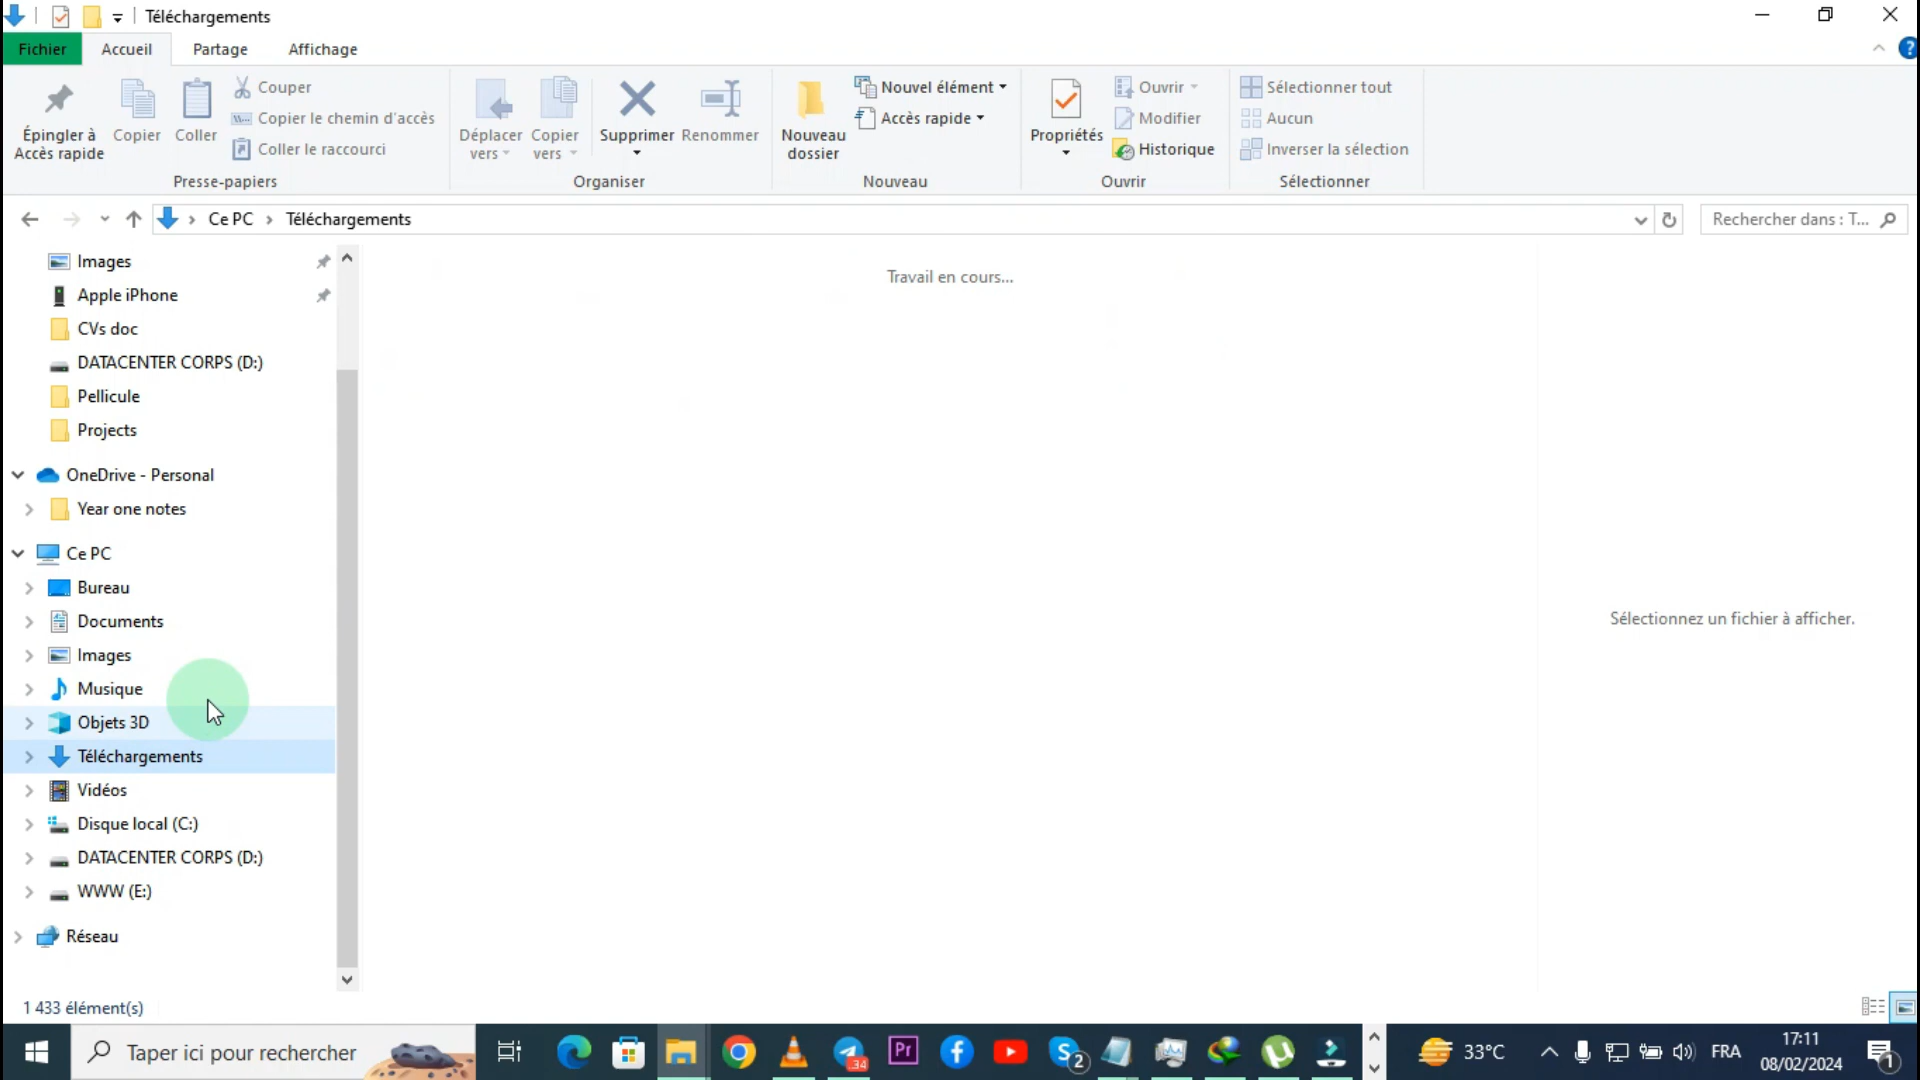 Téléchargements
Fichier Accueil Partage Affichage
Épingler à Accès rapide
Copier
Coller
Couper
Copier le chemin d'accès
Coller le raccourci
Presse-papiers
Déplacer vers
Copier vers
Supprimer
Renommer
Organiser
Nouveau dossier
Nouvel élément
Accès rapide
Nouveau
Propriétés
Ouvrir
Modifier
Historique
Ouvrir
Sélectionner tout
Aucun
Inverser la sélection
Sélectionner
Ce PC > Téléchargements
Rechercher dans : T...
Images
Apple iPhone
CVs doc
DATACENTER CORPS (D:)
Pellicule
Projects
OneDrive - Personal
Year one notes
Ce PC
Bureau
Documents
Images
Musique
Objets 3D
Téléchargements
Vidéos
Disque local (C:)
DATACENTER CORPS (D:)
WWW (E:)
Réseau
Travail en cours...
Sélectionnez un fichier à afficher.
1 433 élément(s)
Taper ici pour rechercher
34
Pr
2
33°C
FRA
17:11
08/02/2024
1